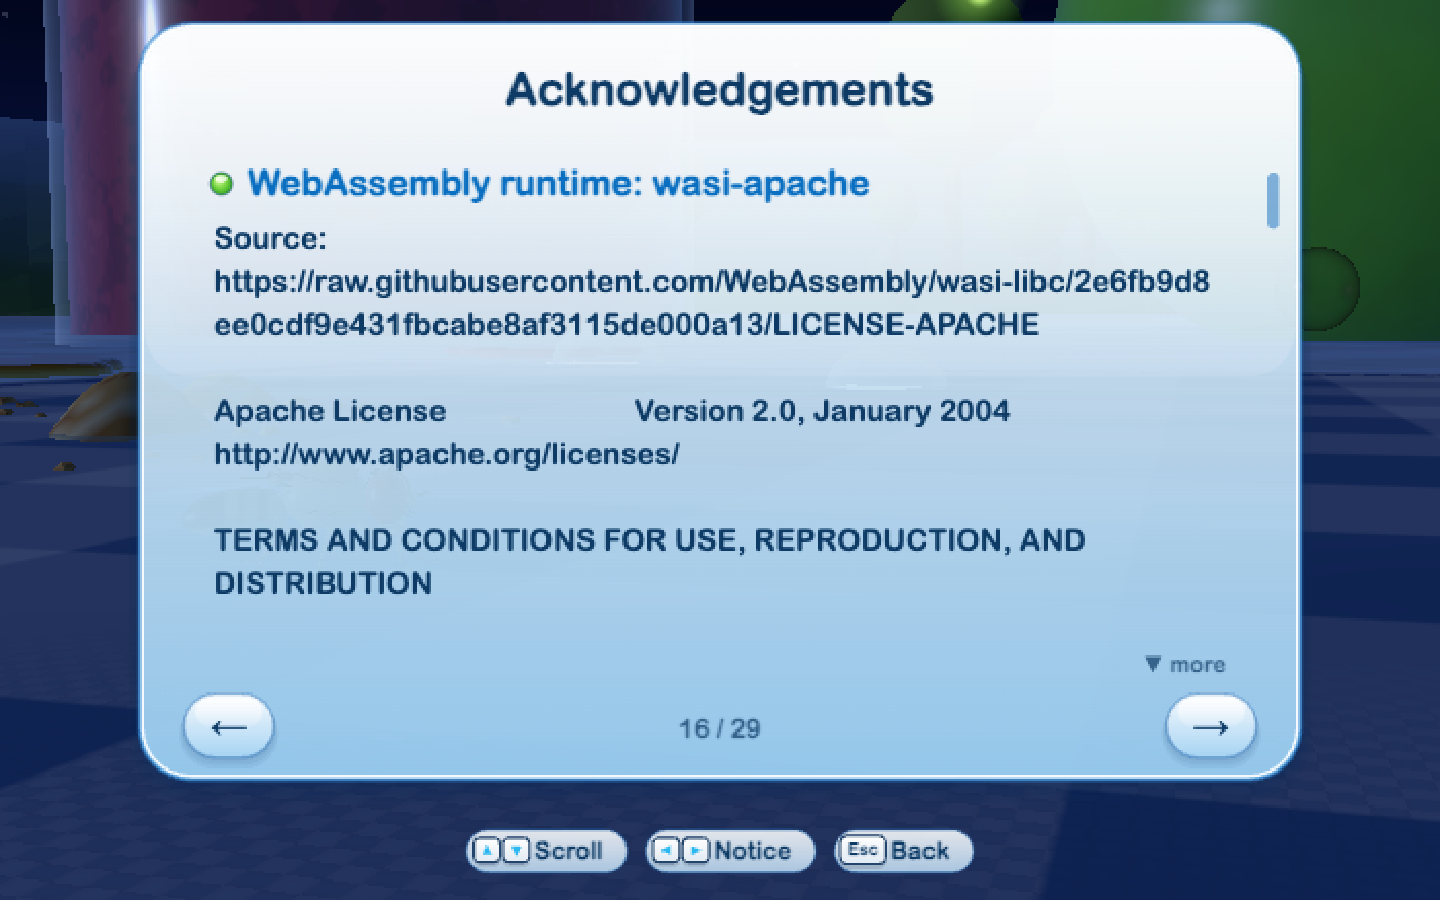 Acknowledgements
WebAssembly runtime: wasi-apache
Source:
https://raw.githubusercontent.com/WebAssembly/wasi-libc/2e6fb9d8
ee0cdf9e431fbcabe8af3115de000a13/LICENSE-APACHE
Apache License Version 2.0, January 2004
http://www.apache.org/licenses/
TERMS AND CONDITIONS FOR USE, REPRODUCTION, AND
DISTRIBUTION
▼ more
← 16 / 29 →
▲ ▼ Scroll ◄ ► Notice Esc Back